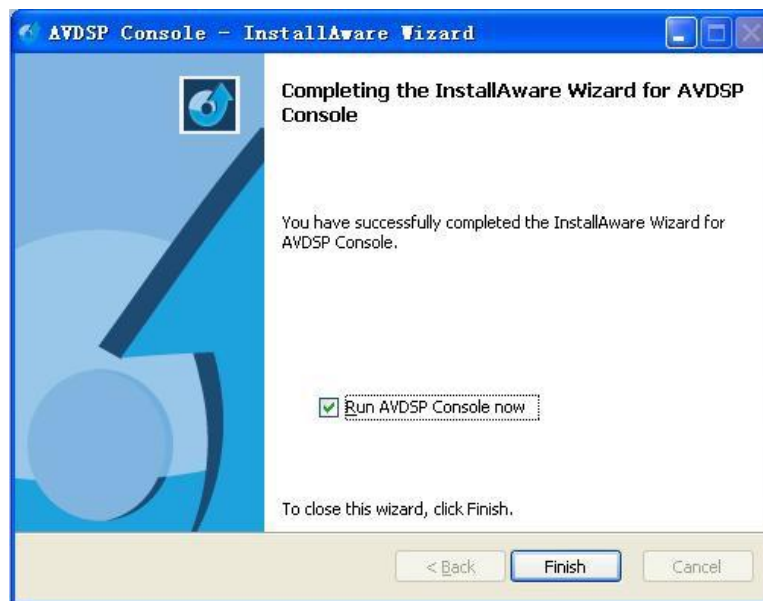 AVDSP Console - InstallAware Wizard
Completing the InstallAware Wizard for AVDSP
Console
You have successfully completed the InstallAware Wizard for
AVDSP Console.
Run AVDSP Console now
To close this wizard, click Finish.
< Back
Finish
Cancel